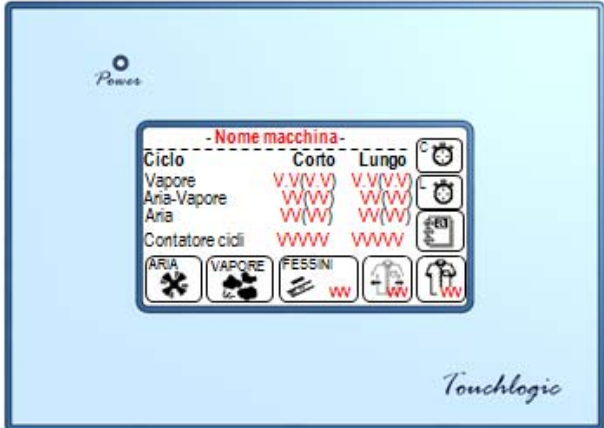 Power
- Nome macchina -
Ciclo Corto Lungo
Vapore V.V(V.V) V.V(V.V)
Aria-Vapore VV(VV) VV(VV)
Aria VV(VV) VV(VV)
Contatore cicli VVVVV VVVVV
C
L
ARIA VAPORE FESSINI VV VV VV
Touchlogic